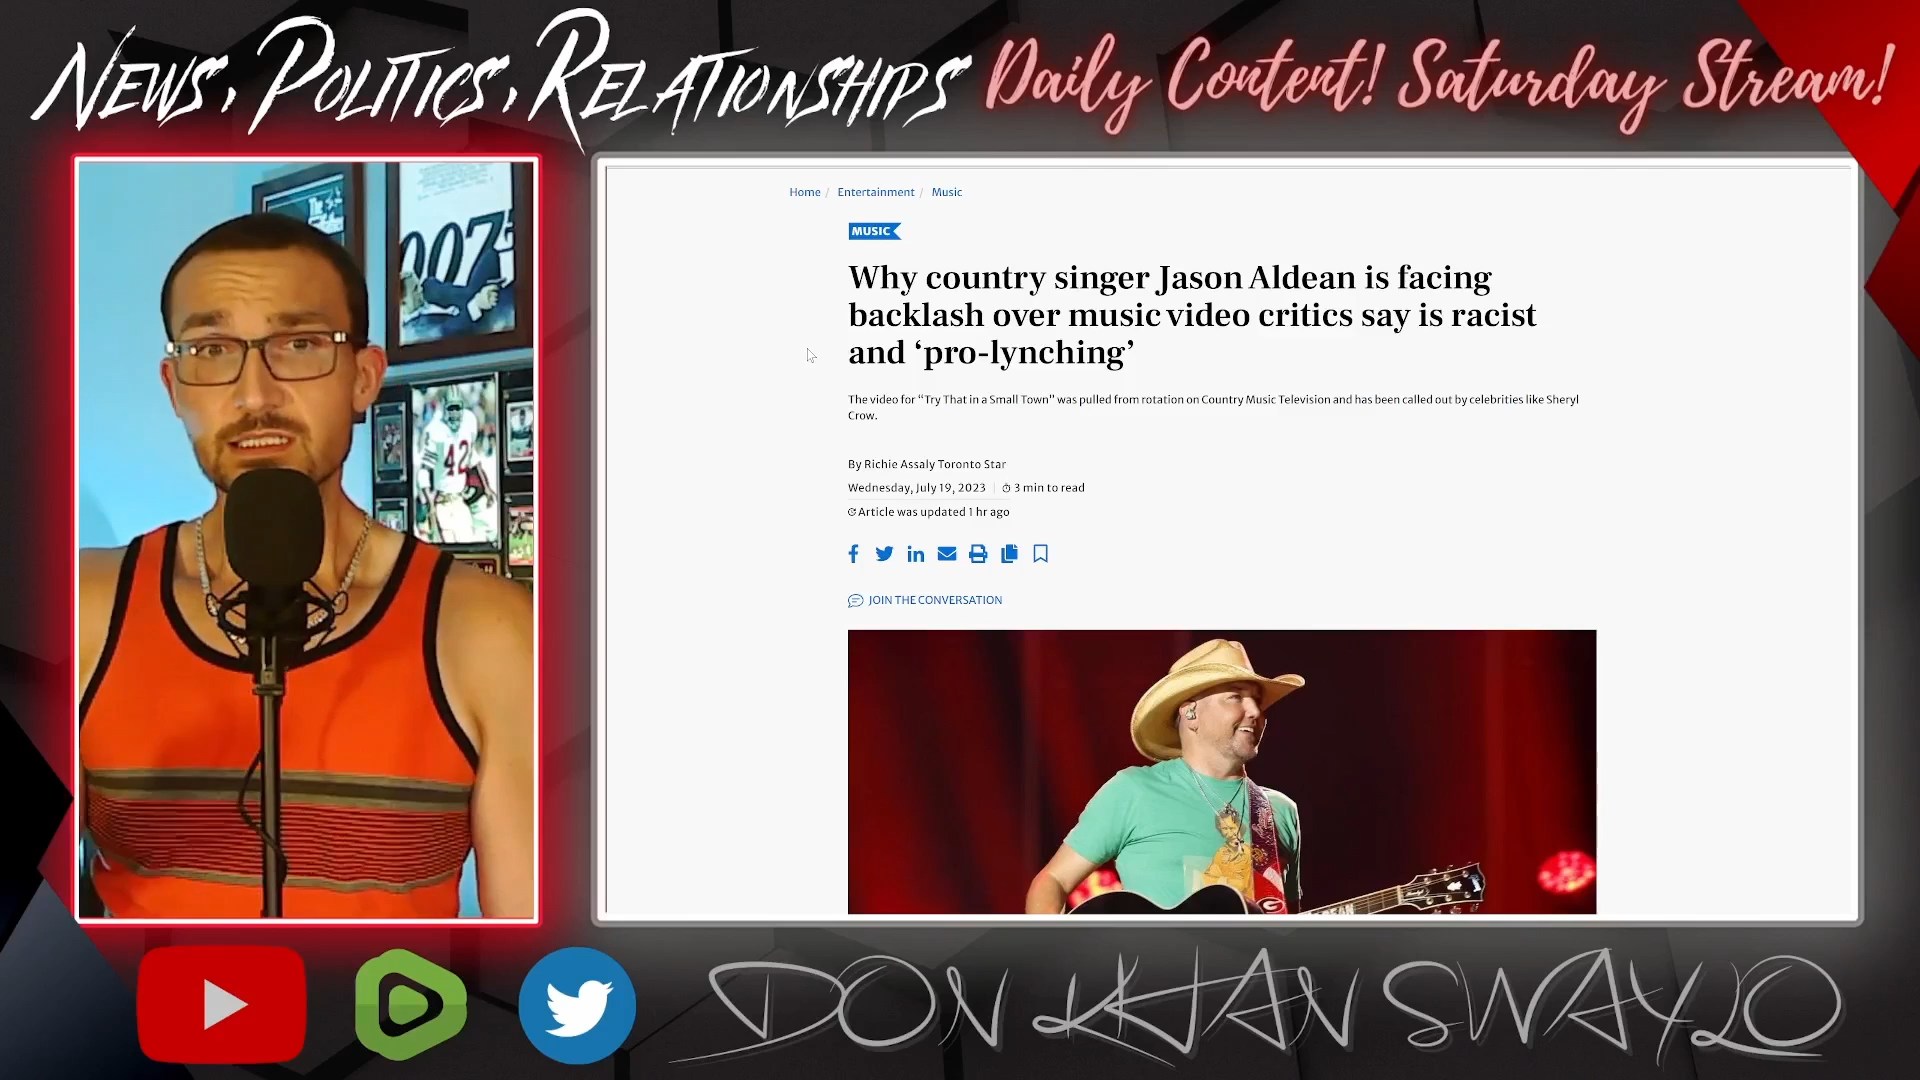 News, Politics, Relationships
Daily Content! Saturday Stream!
The
007
42
Home / Entertainment / Music
MUSIC
Why country singer Jason Aldean is facing
backlash over music video critics say is racist
and ‘pro-lynching’
The video for “Try That in a Small Town” was pulled from rotation on Country Music Television and has been called out by celebrities like Sheryl
Crow.
By Richie Assaly Toronto Star
Wednesday, July 19, 2023 | 3 min to read
Article was updated 1 hr ago
JOIN THE CONVERSATION
G
DON KHAN SWAYLO